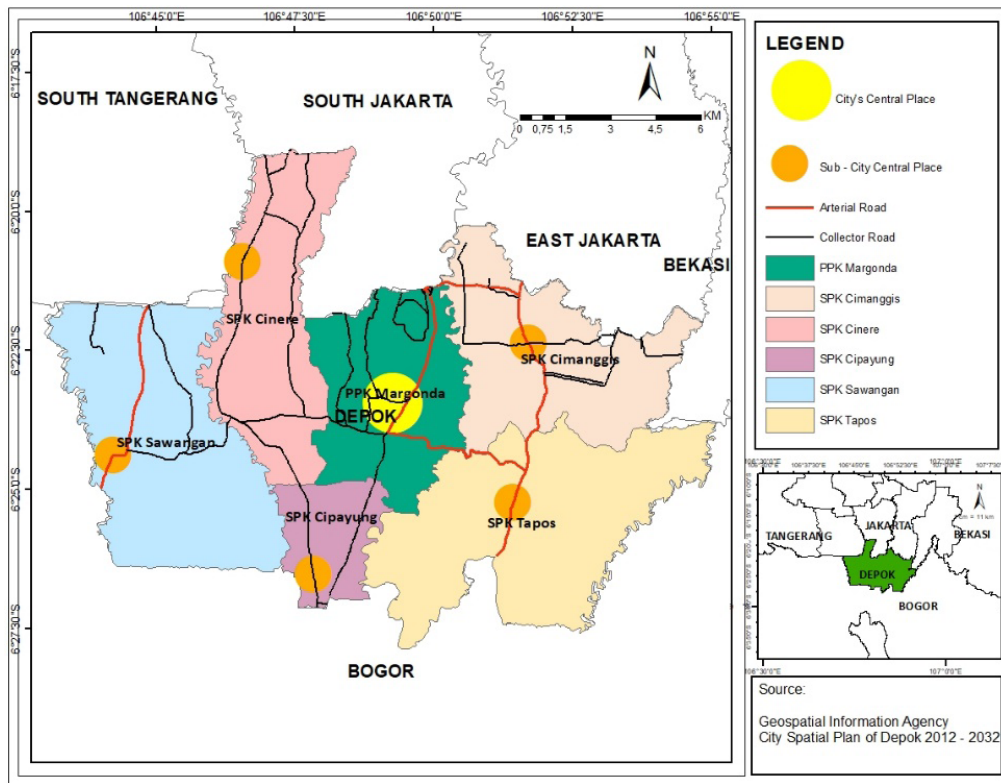 106°45'0"E 106°47'30"E 106°50'0"E 106°52'30"E 106°55'0"E
6°17'30"S
6°20'0"S
6°22'30"S
6°25'0"S
6°27'30"S
N
KM
0 0,75 1,5 3 4,5 6
SOUTH TANGERANG
SOUTH JAKARTA
EAST JAKARTA
BEKASI
SPK Cinere
SPK Cimanggis
PPK Margonda
DEPOK
SPK Sawangan
SPK Cipayung
SPK Tapos
BOGOR
LEGEND
City's Central Place
Sub - City Central Place
Arterial Road
Collector Road
PPK Margonda
SPK Cimanggis
SPK Cinere
SPK Cipayung
SPK Sawangan
SPK Tapos
N
JAKARTA
TANGERANG
BEKASI
DEPOK
BOGOR
107°0'0"E
Source:
Geospatial Information Agency
City Spatial Plan of Depok 2012 - 2032